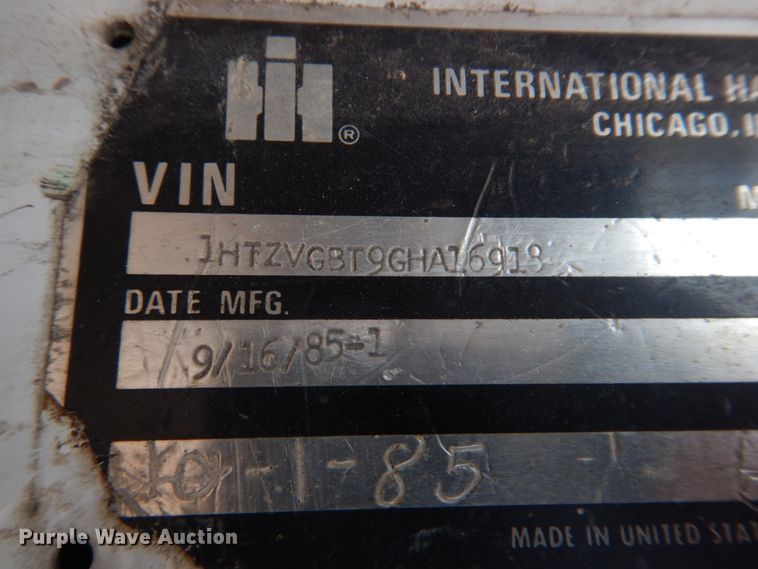 IH ®
INTERNATIONAL HA
CHICAGO, I
VIN
M
1HTZVGBT9GHA16918
DATE MFG.
9/16/85-1
10-1-85
MADE IN UNITED STAT
Purple Wave Auction